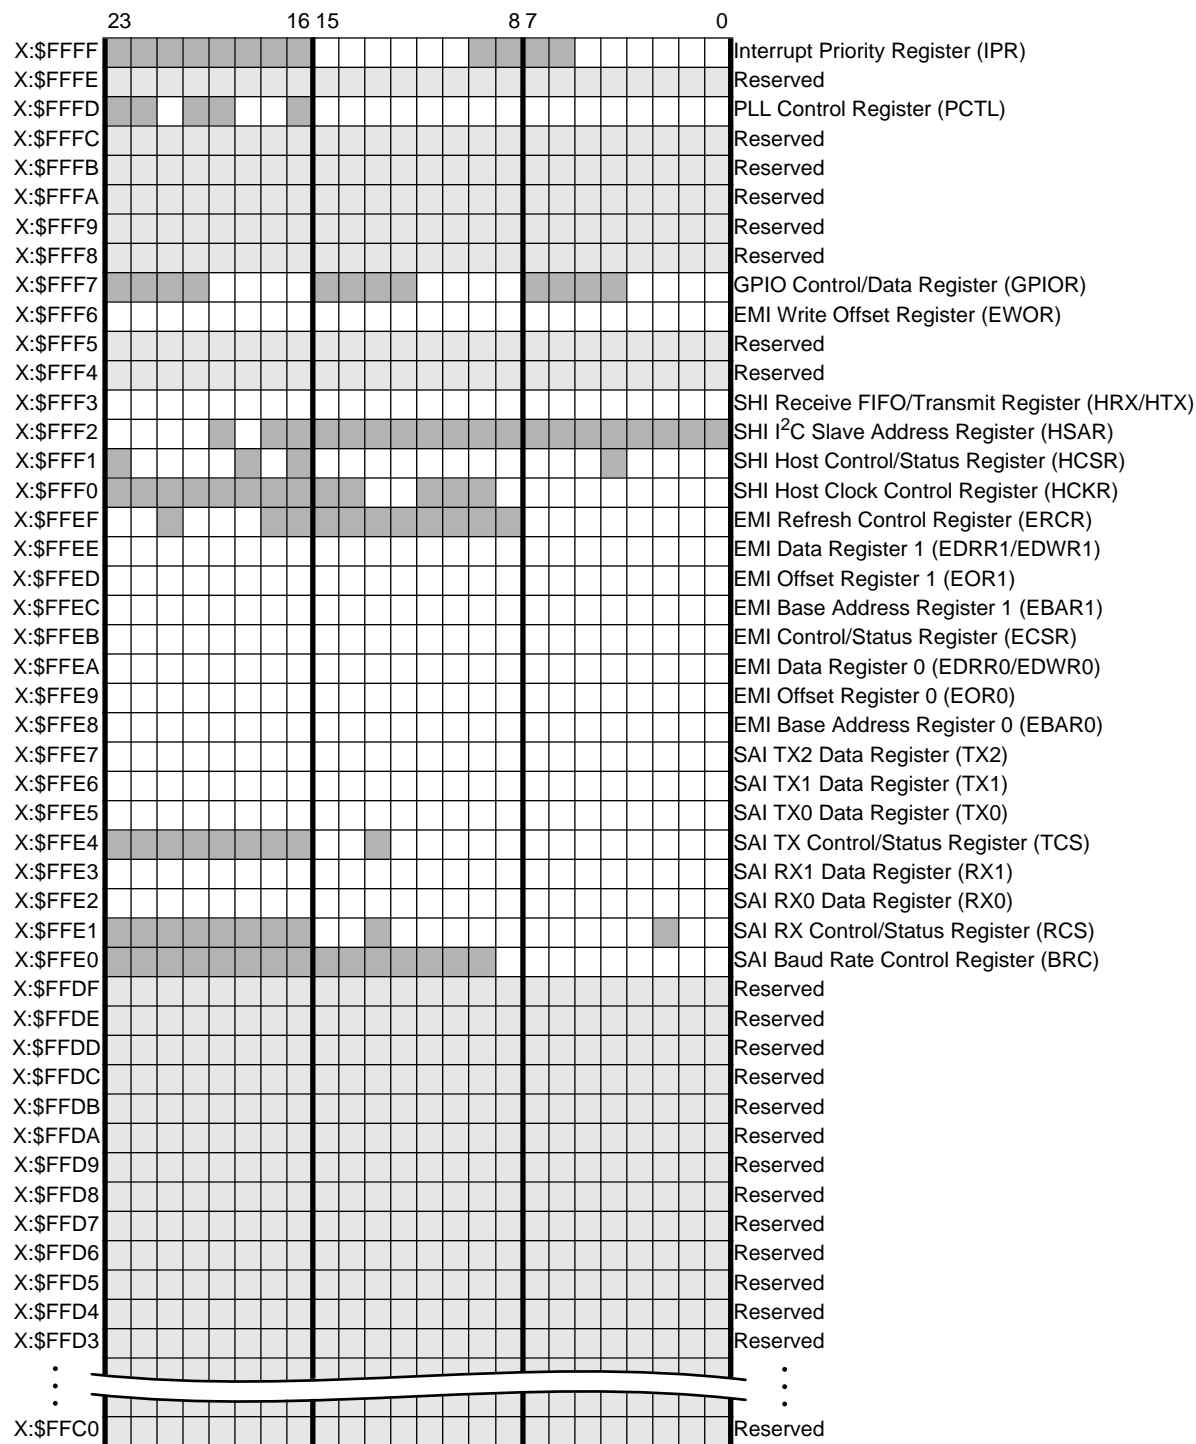 23 16 15 8 7 0
X:$FFFF Interrupt Priority Register (IPR)
X:$FFFE Reserved
X:$FFFD PLL Control Register (PCTL)
X:$FFFC Reserved
X:$FFFB Reserved
X:$FFFA Reserved
X:$FFF9 Reserved
X:$FFF8 Reserved
X:$FFF7 GPIO Control/Data Register (GPIOR)
X:$FFF6 EMI Write Offset Register (EWOR)
X:$FFF5 Reserved
X:$FFF4 Reserved
X:$FFF3 SHI Receive FIFO/Transmit Register (HRX/HTX)
X:$FFF2 SHI I²C Slave Address Register (HSAR)
X:$FFF1 SHI Host Control/Status Register (HCSR)
X:$FFF0 SHI Host Clock Control Register (HCKR)
X:$FFEF EMI Refresh Control Register (ERCR)
X:$FFEE EMI Data Register 1 (EDRR1/EDWR1)
X:$FFED EMI Offset Register 1 (EOR1)
X:$FFEC EMI Base Address Register 1 (EBAR1)
X:$FFEB EMI Control/Status Register (ECSR)
X:$FFEA EMI Data Register 0 (EDRR0/EDWR0)
X:$FFE9 EMI Offset Register 0 (EOR0)
X:$FFE8 EMI Base Address Register 0 (EBAR0)
X:$FFE7 SAI TX2 Data Register (TX2)
X:$FFE6 SAI TX1 Data Register (TX1)
X:$FFE5 SAI TX0 Data Register (TX0)
X:$FFE4 SAI TX Control/Status Register (TCS)
X:$FFE3 SAI RX1 Data Register (RX1)
X:$FFE2 SAI RX0 Data Register (RX0)
X:$FFE1 SAI RX Control/Status Register (RCS)
X:$FFE0 SAI Baud Rate Control Register (BRC)
X:$FFDF Reserved
X:$FFDE Reserved
X:$FFDD Reserved
X:$FFDC Reserved
X:$FFDB Reserved
X:$FFDA Reserved
X:$FFD9 Reserved
X:$FFD8 Reserved
X:$FFD7 Reserved
X:$FFD6 Reserved
X:$FFD5 Reserved
X:$FFD4 Reserved
X:$FFD3 Reserved
X:$FFC0 Reserved